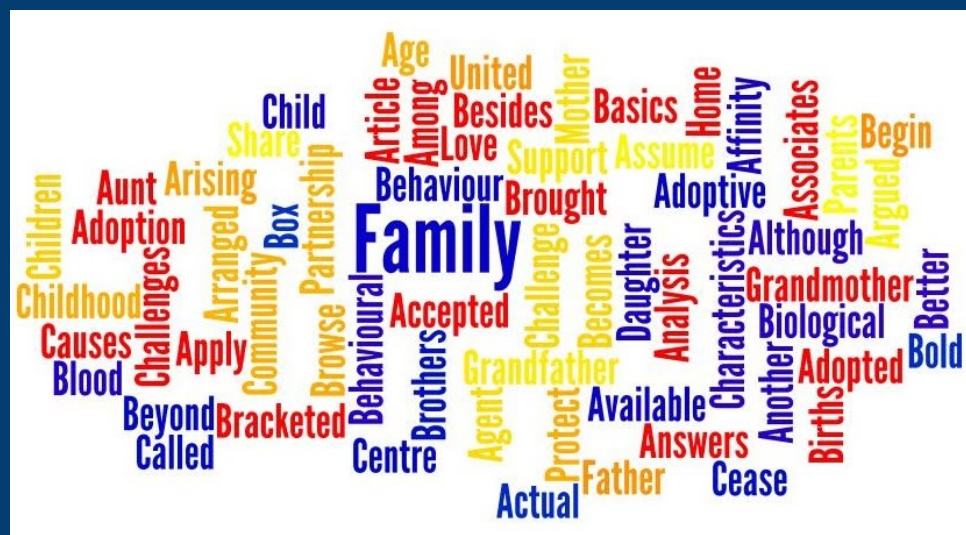 Age
United
Child
Article
Among
Besides
Mother
Basics
Home
Affinity
Associates
Parents
Begin
Share
Love
Support
Assume
Argued
Children
Aunt
Arising
Partnership
Behaviour
Brought
Adoptive
Adoption
Arranged
Box
Family
Challenge
Becomes
Daughter
Characteristics
Although
Better
Childhood
Challenges
Community
Browse
Behavioural
Accepted
Analysis
Grandmother
Biological
Causes
Apply
Brothers
Grandfather
Another
Adopted
Bold
Blood
Beyond
Bracketed
Agent
Protect
Available
Births
Called
Centre
Answers
Father
Cease
Actual